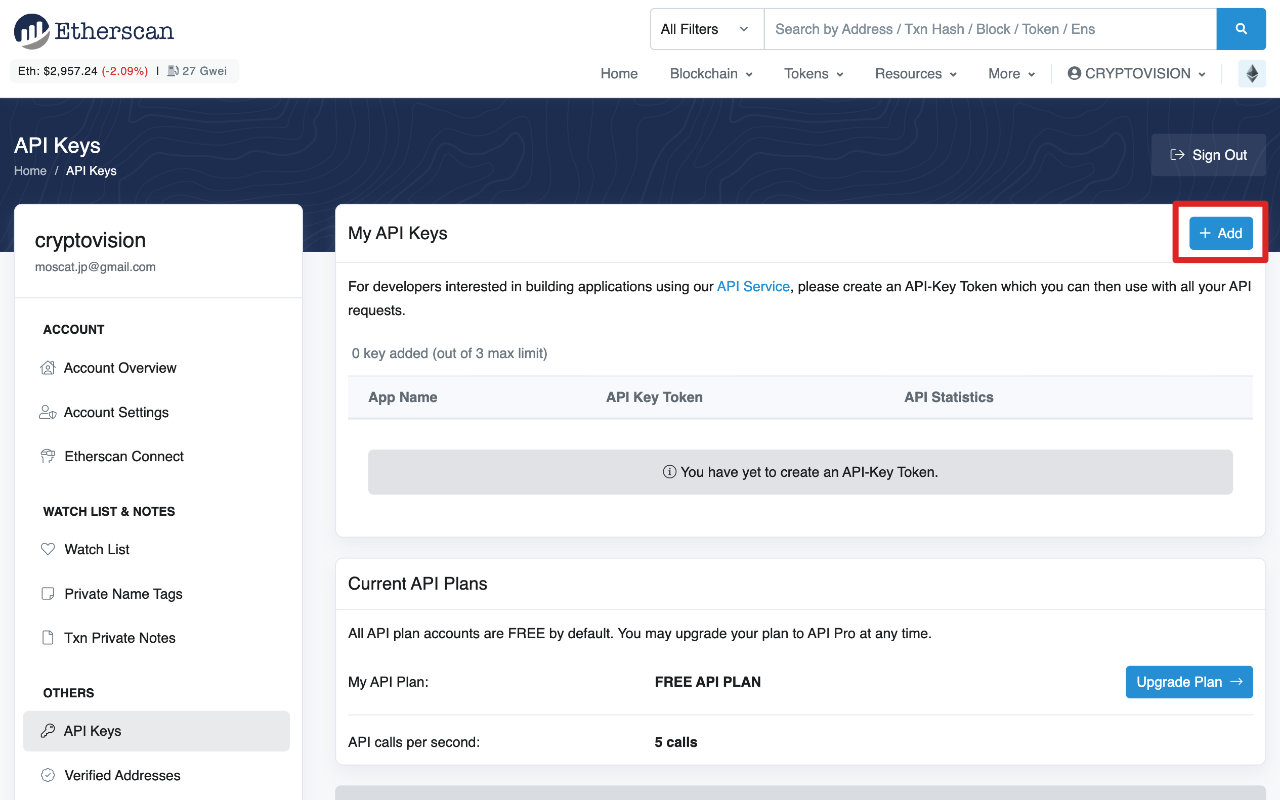 Etherscan
All Filters
Search by Address / Txn Hash / Block / Token / Ens
Eth: $2,957.24 (-2.09%) | 27 Gwei
Home Blockchain Tokens Resources More CRYPTOVISION
API Keys
Home / API Keys
Sign Out
cryptovision
moscat.jp@gmail.com
ACCOUNT
Account Overview
Account Settings
Etherscan Connect
WATCH LIST & NOTES
Watch List
Private Name Tags
Txn Private Notes
OTHERS
API Keys
Verified Addresses
My API Keys
+ Add
For developers interested in building applications using our API Service, please create an API-Key Token which you can then use with all your API
requests.
0 key added (out of 3 max limit)
App Name API Key Token API Statistics
You have yet to create an API-Key Token.
Current API Plans
All API plan accounts are FREE by default. You may upgrade your plan to API Pro at any time.
My API Plan: FREE API PLAN
Upgrade Plan →
API calls per second: 5 calls